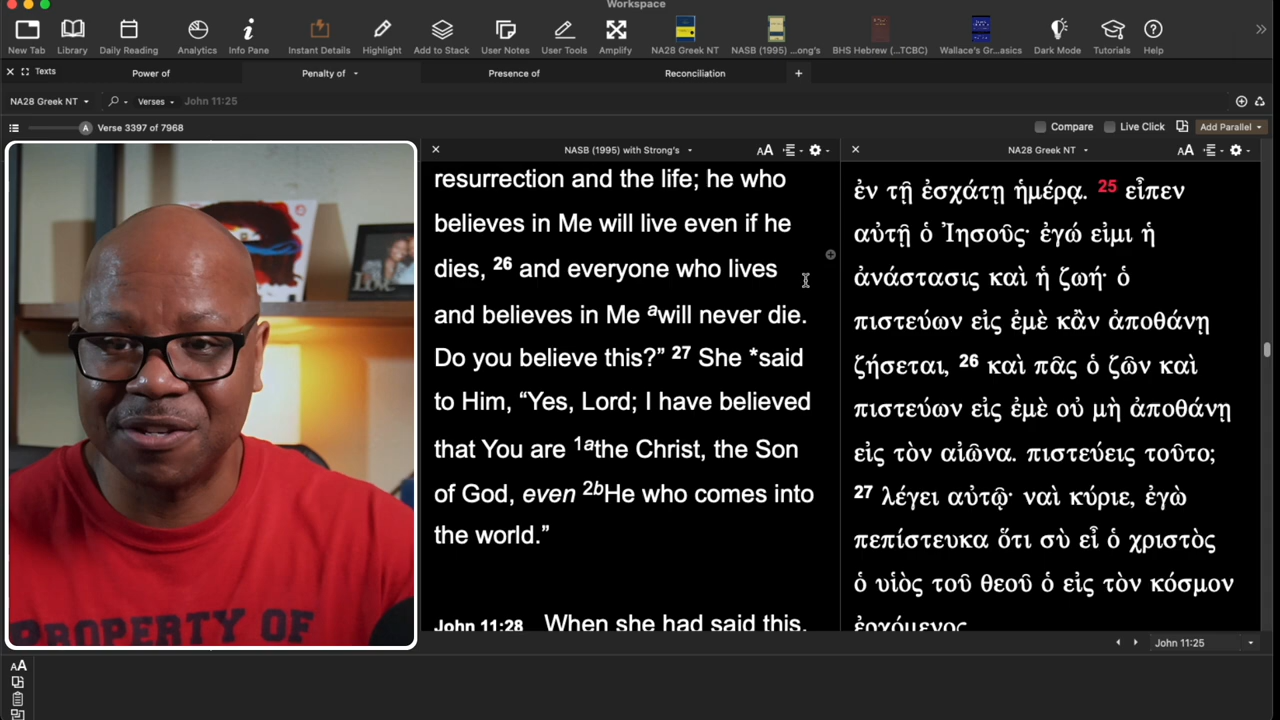 Workspace
New Tab
Library
Daily Reading
Analytics
Info Pane
Instant Details
Highlight
Add to Stack
User Notes
User Tools
Amplify
NA28 Greek NT
NASB (1995) ...ong's
BHS Hebrew (...TCBC)
Wallace's Gr...asics
Dark Mode
Tutorials
Help
Texts
Power of
Penalty of
Presence of
Reconciliation
NA28 Greek NT
Verses
John 11:25
A Verse 3397 of 7968
Compare
Live Click
Add Parallel
NASB (1995) with Strong's
AA
resurrection and the life; he who
believes in Me will live even if he
dies, 26 and everyone who lives
and believes in Me a will never die.
Do you believe this?” 27 She *said
to Him, “Yes, Lord; I have believed
that You are 1a the Christ, the Son
of God, even 2b He who comes into
the world.”
John 11:28 When she had said this,
NA28 Greek NT
AA
ἐν τῇ ἐσχάτῃ ἡμέρᾳ. 25 εἶπεν
αὐτῇ ὁ Ἰησοῦς· ἐγώ εἰμι ἡ
ἀνάστασις καὶ ἡ ζωή· ὁ
πιστεύων εἰς ἐμὲ κἂν ἀποθάνῃ
ζήσεται, 26 καὶ πᾶς ὁ ζῶν καὶ
πιστεύων εἰς ἐμὲ οὐ μὴ ἀποθάνῃ
εἰς τὸν αἰῶνα. πιστεύεις τοῦτο;
27 λέγει αὐτῷ· ναὶ κύριε, ἐγὼ
πεπίστευκα ὅτι σὺ εἶ ὁ χριστὸς
ὁ υἱὸς τοῦ θεοῦ ὁ εἰς τὸν κόσμον
ἐρχόμενος
John 11:25
PROPERTY OF
AA